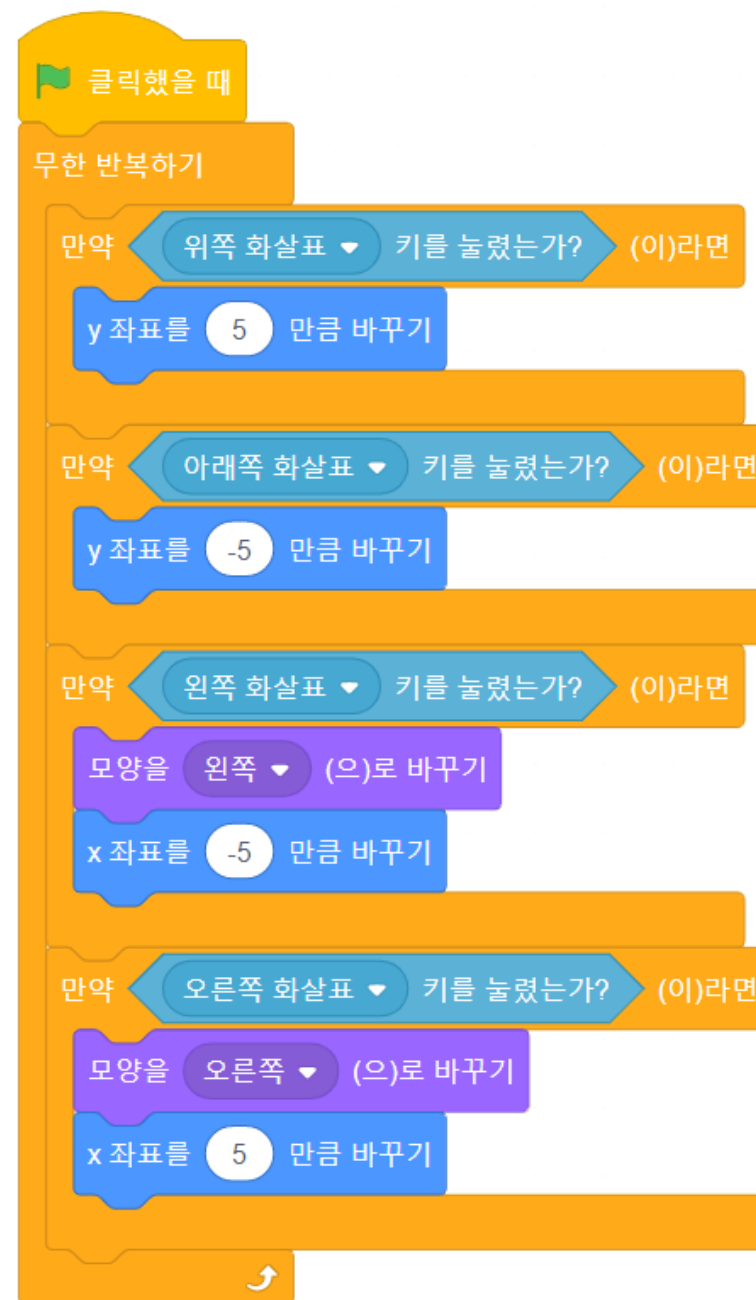 클릭했을 때
무한 반복하기
만약 위쪽 화살표 키를 눌렀는가? (이)라면
y 좌표를 5 만큼 바꾸기
만약 아래쪽 화살표 키를 눌렀는가? (이)라면
y 좌표를 -5 만큼 바꾸기
만약 왼쪽 화살표 키를 눌렀는가? (이)라면
모양을 왼쪽 (으)로 바꾸기
x 좌표를 -5 만큼 바꾸기
만약 오른쪽 화살표 키를 눌렀는가? (이)라면
모양을 오른쪽 (으)로 바꾸기
x 좌표를 5 만큼 바꾸기